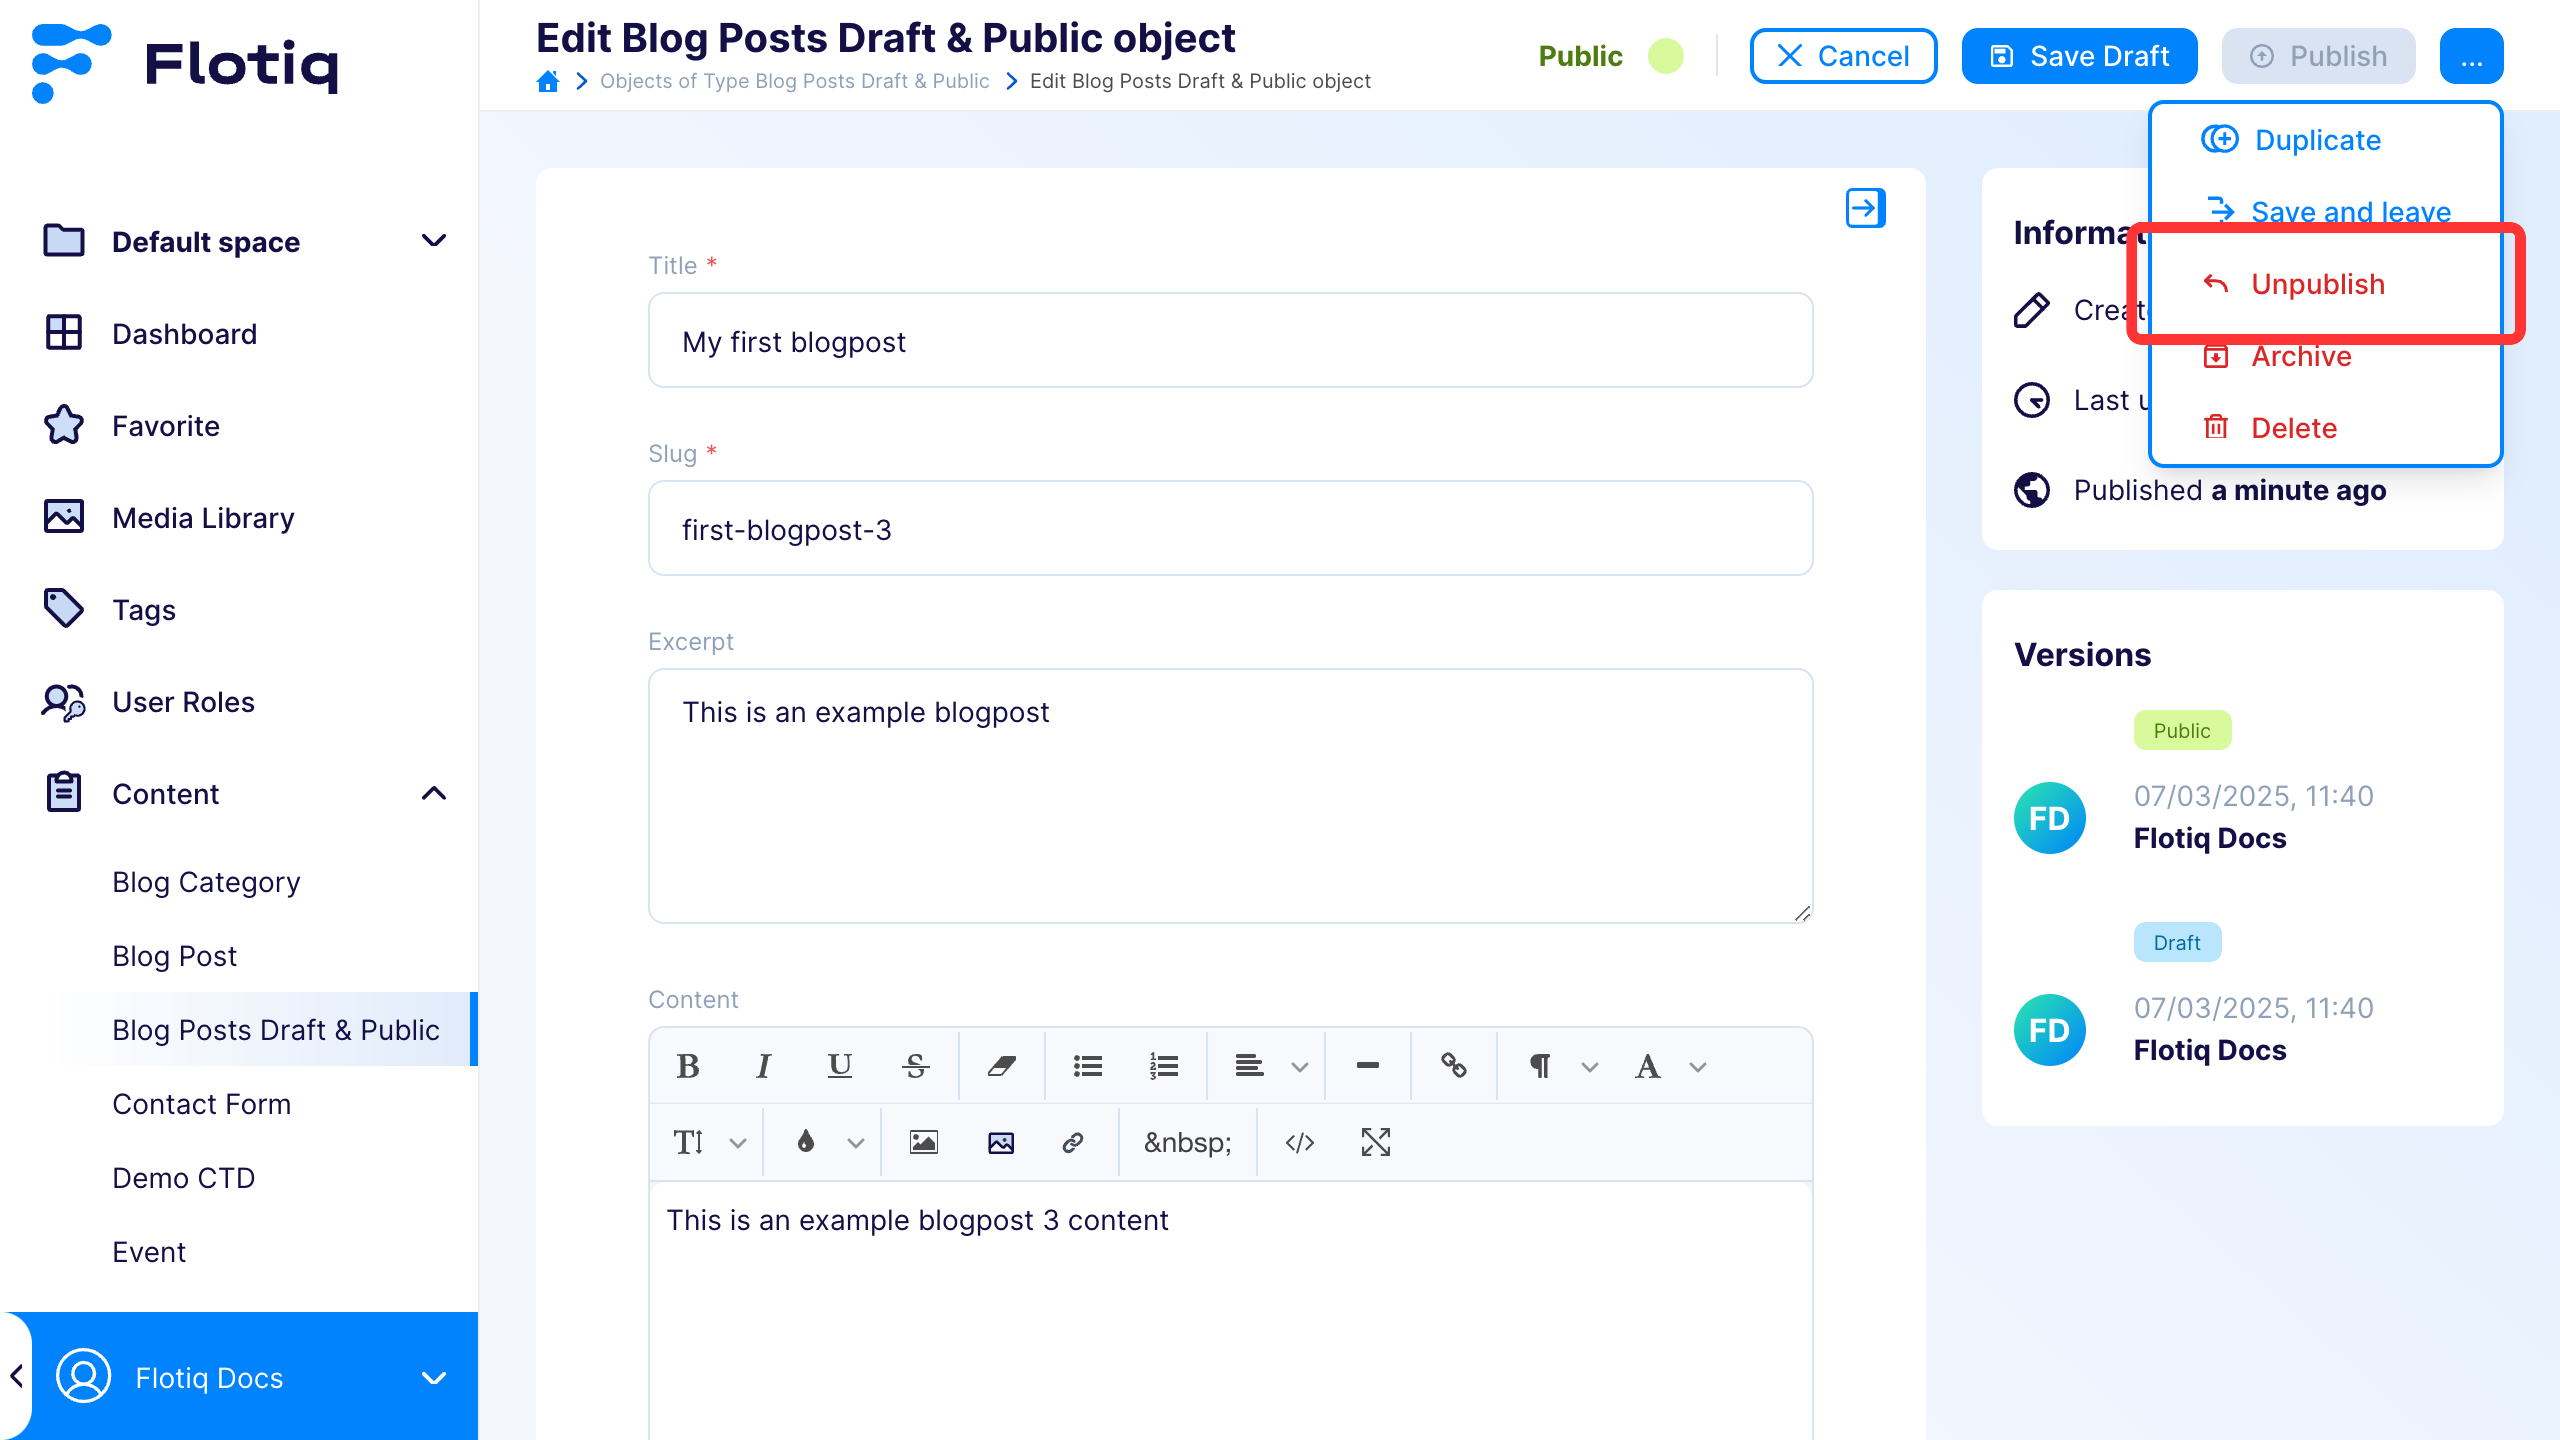 Flotiq
Default space
Dashboard
Favorite
Media Library
Tags
User Roles
Content
Blog Category
Blog Post
Blog Posts Draft & Public
Contact Form
Demo CTD
Event
Flotiq Docs
Edit Blog Posts Draft & Public object
Objects of Type Blog Posts Draft & Public
Edit Blog Posts Draft & Public object
Public
Cancel
Save Draft
Publish
...
Duplicate
Save and leave
Unpublish
Archive
Delete
Title *
My first blogpost
Slug *
first-blogpost-3
Excerpt
This is an example blogpost
Content
&nbsp;
This is an example blogpost 3 content
Last
Published a minute ago
Versions
Public
FD
07/03/2025, 11:40
Flotiq Docs
Draft
FD
07/03/2025, 11:40
Flotiq Docs